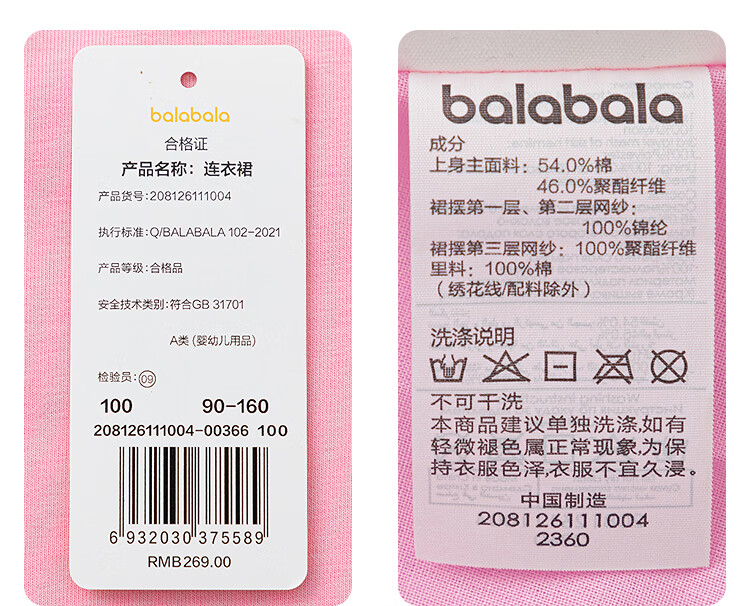 balabala
合格证
产品名称：连衣裙
产品货号:208126111004
执行标准:Q/BALABALA 102-2021
产品等级:合格品
安全技术类别:符合GB 31701
A类 (婴幼儿用品)
检验员: 09
100 90-160
208126111004-00366 100
6 932030 375589
RMB269.00
balabala
成分
上身主面料: 54.0%棉
46.0%聚酯纤维
裙摆第一层、第二层网纱:
100%锦纶
裙摆第三层网纱: 100%聚酯纤维
里料: 100%棉
(绣花线/配料除外)
洗涤说明
不可干洗
本商品建议单独洗涤,如有
轻微褪色属正常现象,为保
持衣服色泽,衣服不宜久浸。
中国制造
208126111004
2360